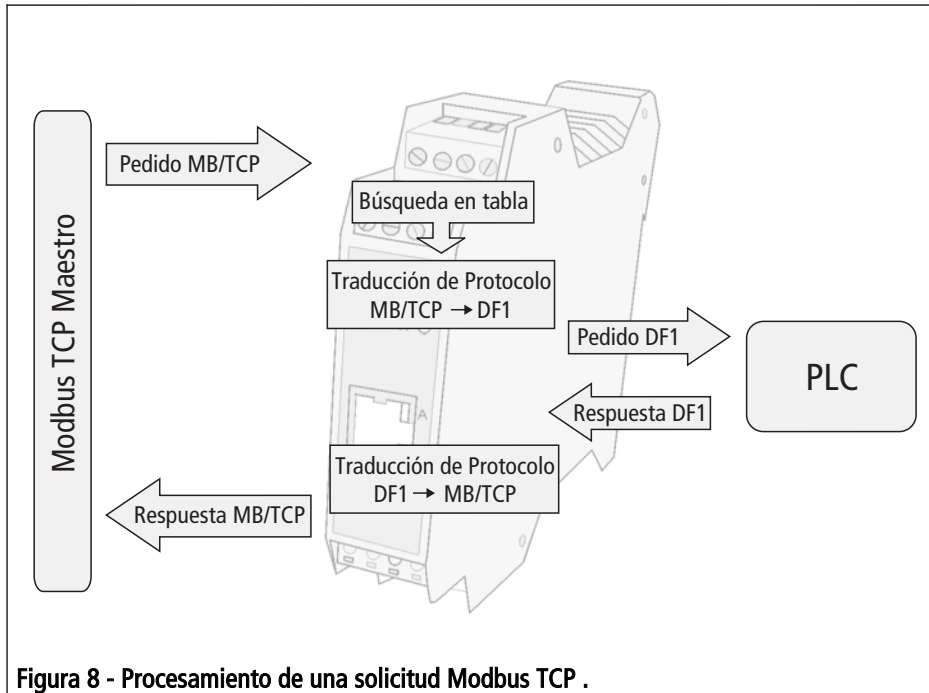 Modbus TCP Maestro
Pedido MB/TCP
Búsqueda en tabla
Traducción de Protocolo
MB/TCP → DF1
Pedido DF1
PLC
Respuesta DF1
A
Traducción de Protocolo
DF1 → MB/TCP
Respuesta MB/TCP
Figura 8 - Procesamiento de una solicitud Modbus TCP .